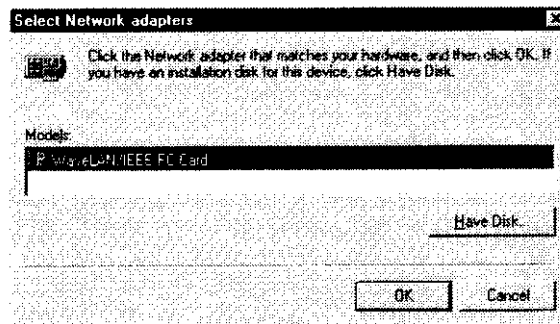 Select Network adapters
Click the Network adapter that matches your hardware, and then click OK. If
you have an installation disk for this device, click Have Disk.
Models:
WaveLAN/IEEE PC Card
Have Disk...
OK
Cancel